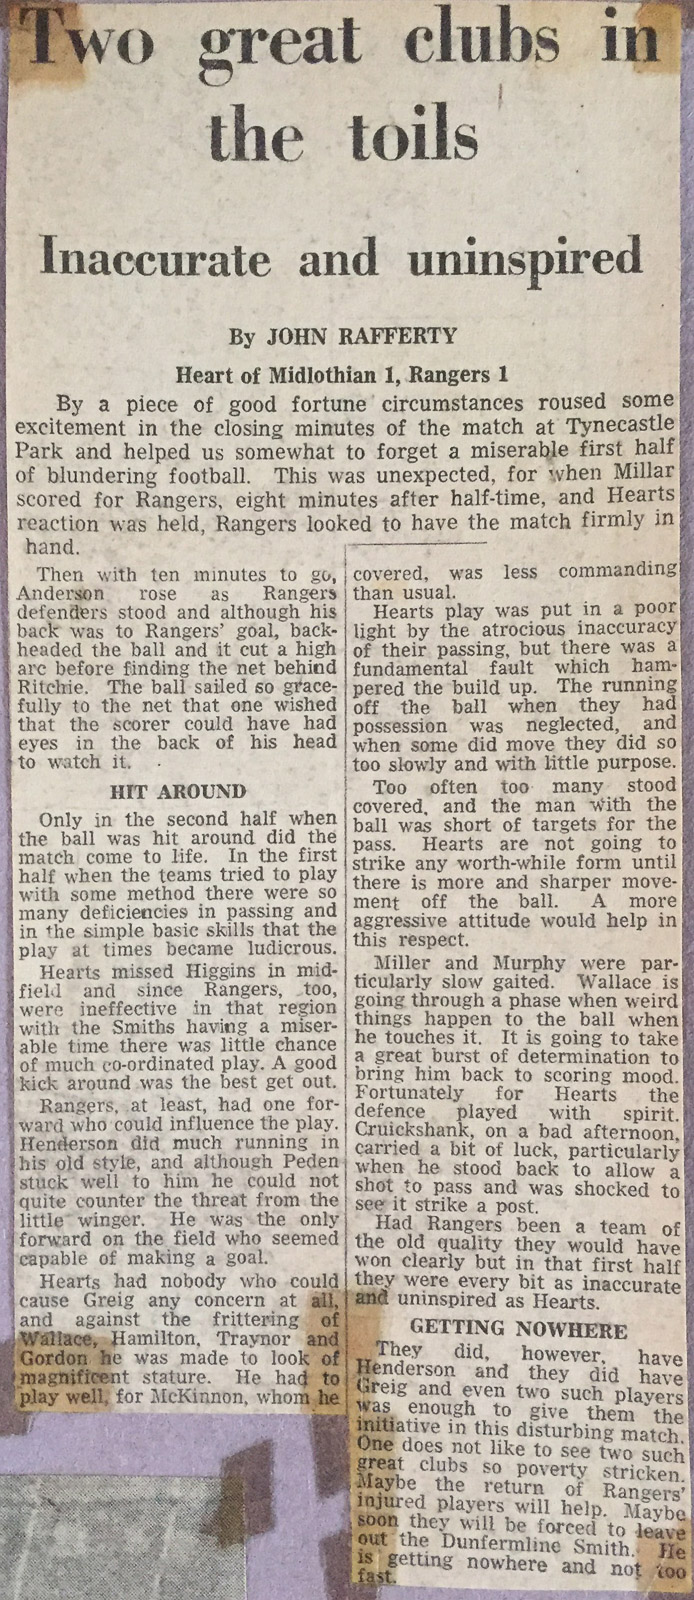 Two great clubs in
the toils
Inaccurate and uninspired
By JOHN RAFFERTY
Heart of Midlothian 1, Rangers 1
By a piece of good fortune circumstances roused some
excitement in the closing minutes of the match at Tynecastle
Park and helped us somewhat to forget a miserable first half
of blundering football. This was unexpected, for when Millar
scored for Rangers, eight minutes after half-time, and Hearts
reaction was held, Rangers looked to have the match firmly in
hand.
Then with ten minutes to go,
Anderson rose as Rangers
defenders stood and although his
back was to Rangers' goal, back-
headed the ball and it cut a high
arc before finding the net behind
Ritchie. The ball sailed so grace-
fully to the net that one wished
that the scorer could have had
eyes in the back of his head
to watch it.
HIT AROUND
Only in the second half when
the ball was hit around did the
match come to life. In the first
half when the teams tried to play
with some method there were so
many deficiencies in passing and
in the simple basic skills that the
play at times became ludicrous.
Hearts missed Higgins in mid-
field and since Rangers, too,
were ineffective in that region
with the Smiths having a miser-
able time there was little chance
of much co-ordinated play. A good
kick around was the best get out.
Rangers, at least, had one for-
ward who could influence the play.
Henderson did much running in
his old style, and although Peden
stuck well to him he could not
quite counter the threat from the
little winger. He was the only
forward on the field who seemed
capable of making a goal.
Hearts had nobody who could
cause Greig any concern at all,
and against the frittering of
Wallace, Hamilton, Traynor and
Gordon he was made to look of
magnificent stature. He had to
play well, for McKinnon, whom he
covered, was less commanding
than usual.
Hearts play was put in a poor
light by the atrocious inaccuracy
of their passing, but there was a
fundamental fault which ham-
pered the build up. The running
off the ball when they had
possession was neglected, and
when some did move they did so
too slowly and with little purpose.
Too often too many stood
covered, and the man with the
ball was short of targets for the
pass. Hearts are not going to
strike any worth-while form until
there is more and sharper move-
ment off the ball. A more
aggressive attitude would help in
this respect.
Miller and Murphy were par-
ticularly slow gaited. Wallace is
going through a phase when weird
things happen to the ball when
he touches it. It is going to take
a great burst of determination to
bring him back to scoring mood.
Fortunately for Hearts the
defence played with spirit.
Cruickshank, on a bad afternoon,
carried a bit of luck, particularly
when he stood back to allow a
shot to pass and was shocked to
see it strike a post.
Had Rangers been a team of
the old quality they would have
won clearly but in that first half
they were every bit as inaccurate
and uninspired as Hearts.
GETTING NOWHERE
They did, however, have
Henderson and they did have
Greig and even two such players
was enough to give them the
initiative in this disturbing match.
One does not like to see two such
great clubs so poverty stricken.
Maybe the return of Rangers'
injured players will help. Maybe
soon they will be forced to leave
out the Dunfermline Smith. He
is getting nowhere and not too
fast.